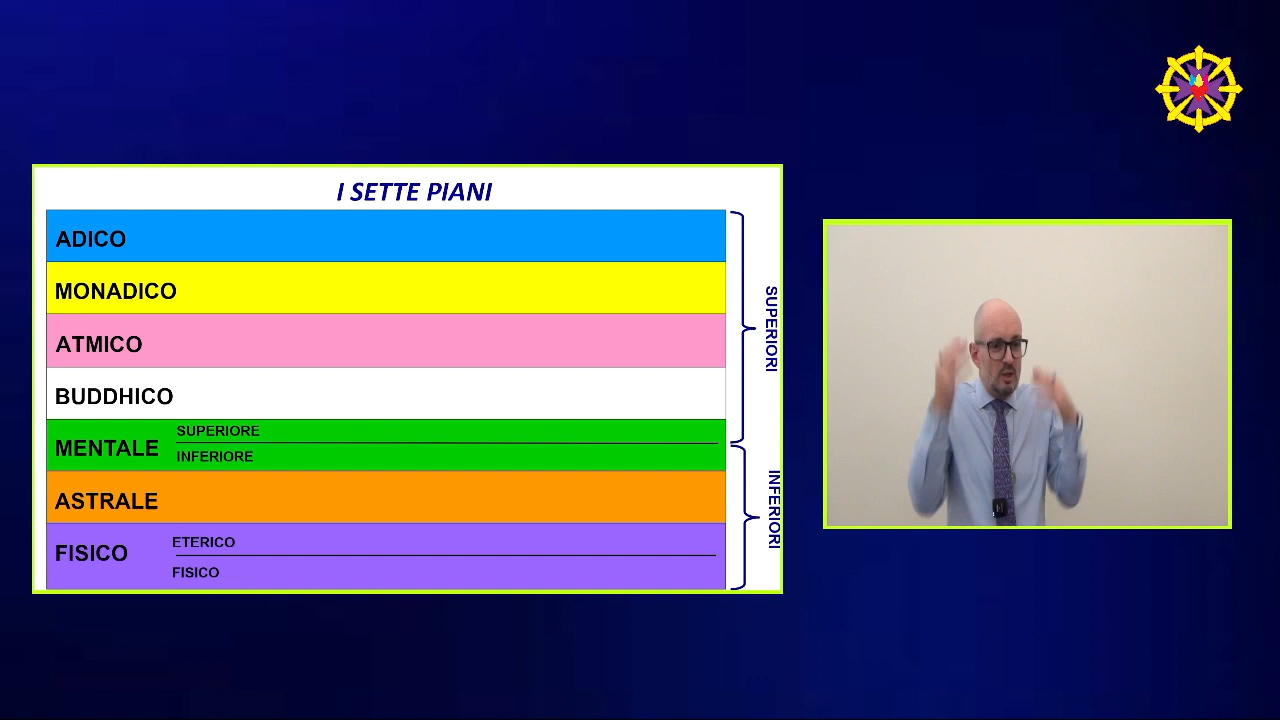 I SETTE PIANI
ADICO
MONADICO
ATMICO
BUDDHICO
MENTALE
SUPERIORE
INFERIORE
ASTRALE
FISICO
ETERICO
FISICO
SUPERIORI
INFERIORI